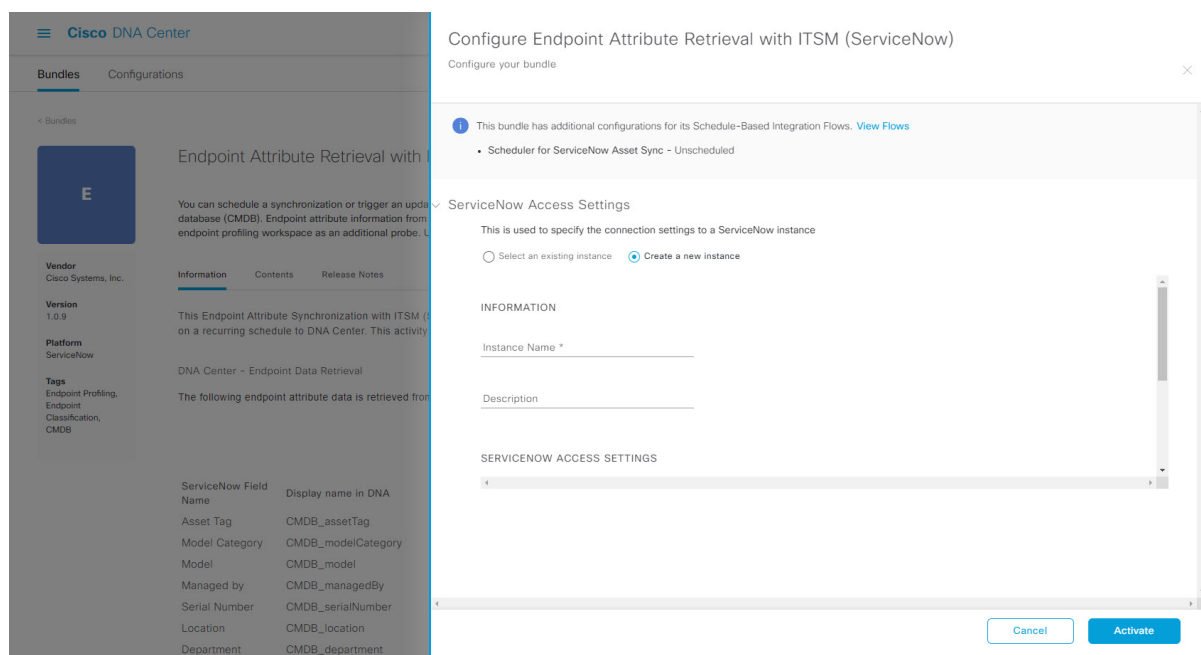 Cisco DNA Center
Bundles
Configurations
< Bundles
E
Vendor
Cisco Systems, Inc.
Version
1.0.9
Platform
ServiceNow
Tags
Endpoint Profiling,
Endpoint
Classification,
CMDB
Endpoint Attribute Retrieval with I
You can schedule a synchronization or trigger an upda
database (CMDB). Endpoint attribute information from
endpoint profiling workspace as an additional probe. U
Information
Contents
Release Notes
This Endpoint Attribute Synchronization with ITSM (S
on a recurring schedule to DNA Center. This activity
DNA Center - Endpoint Data Retrieval
The following endpoint attribute data is retrieved from
ServiceNow Field
Name
Display name in DNA
Asset Tag CMDB_assetTag
Model Category CMDB_modelCategory
Model CMDB_model
Managed by CMDB_managedBy
Serial Number CMDB_serialNumber
Location CMDB_location
Department CMDB_department
Configure Endpoint Attribute Retrieval with ITSM (ServiceNow)
Configure your bundle
This bundle has additional configurations for its Schedule-Based Integration Flows. View Flows
• Scheduler for ServiceNow Asset Sync - Unscheduled
ServiceNow Access Settings
This is used to specify the connection settings to a ServiceNow instance
Select an existing instance
Create a new instance
INFORMATION
Instance Name *
Description
SERVICENOW ACCESS SETTINGS
Cancel
Activate